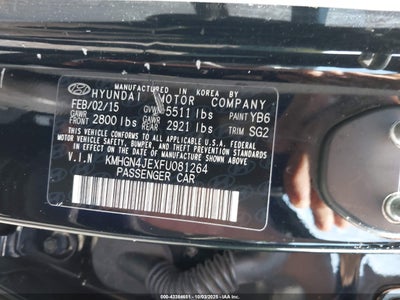 MANUFACTURED IN KOREA BY
HYUNDAI MOTOR COMPANY
FEB/02/15 GVWR 5511 lbs PAINT YB6
GAWR FRONT 2800 lbs GAWR REAR 2921 lbs TRIM SG2
THIS VEHICLE CONFORMS TO ALL APPLICABLE U.S.A. FEDERAL
MOTOR VEHICLE SAFETY, BUMPER, AND THEFT PREVENTION
STANDARDS IN EFFECT ON THE DATE OF MANUFACTURE SHOWN ABOVE.
V.I.N KMHGN4JEXFU081264
PASSENGER CAR
000-43384651 - 10/03/2025 - IAAI.COM